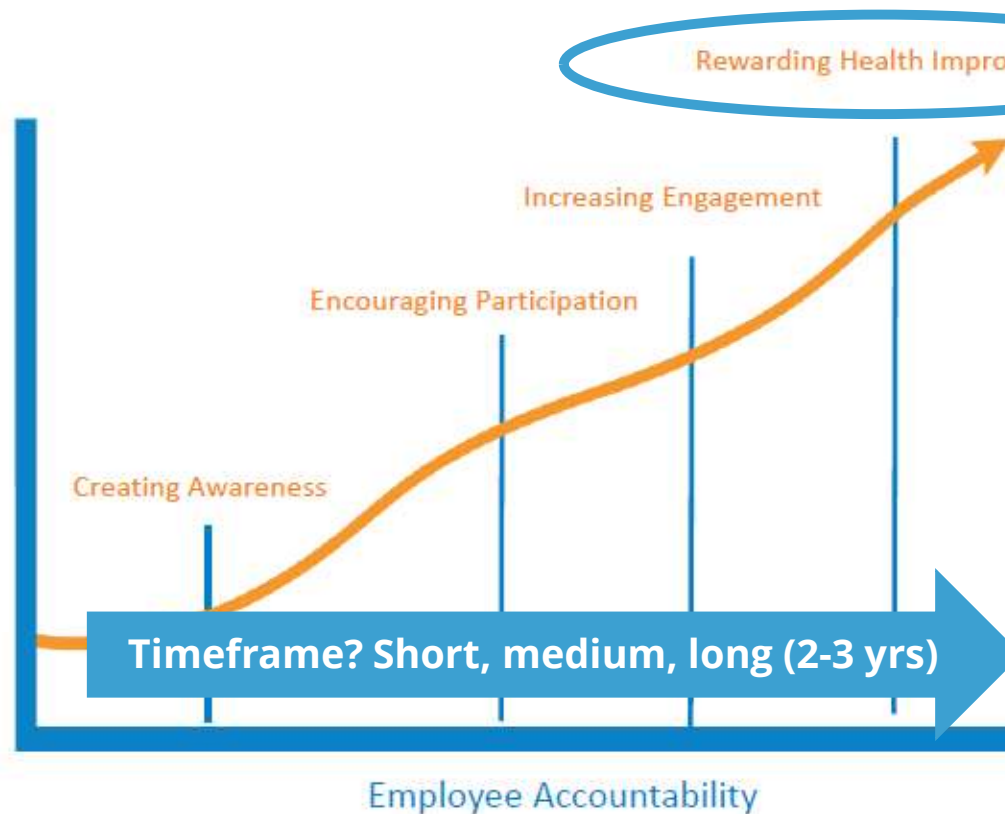 Rewarding Health Impro
Increasing Engagement
Encouraging Participation
Creating Awareness
Timeframe? Short, medium, long (2-3 yrs)
Employee Accountability